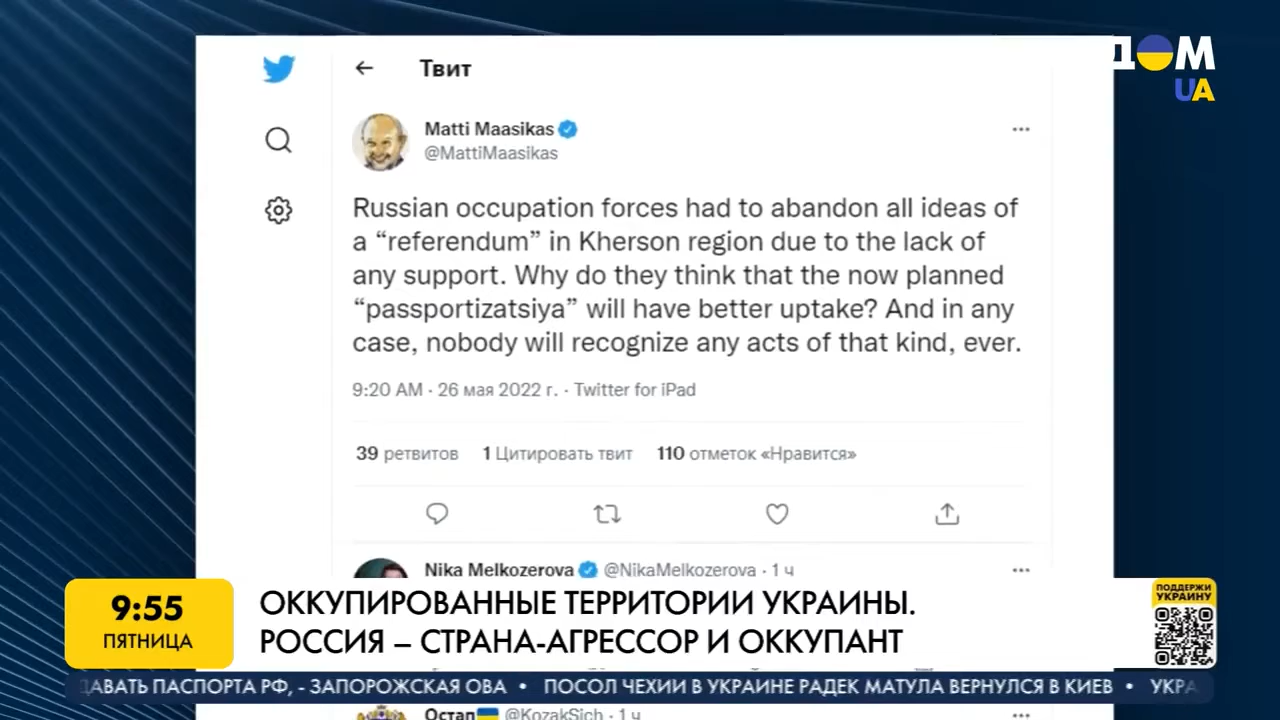 ДОМ
UA
Твит
Matti Maasikas
@MattiMaasikas
Russian occupation forces had to abandon all ideas of
a “referendum” in Kherson region due to the lack of
any support. Why do they think that the now planned
“passportizatsiya” will have better uptake? And in any
case, nobody will recognize any acts of that kind, ever.
9:20 AM · 26 мая 2022 г. · Twitter for iPad
39 ретвитов 1 Цитировать твит 110 отметок «Нравится»
Nika Melkozerova @NikaMelkozerova · 1 ч
9:55
ПЯТНИЦА
ОККУПИРОВАННЫЕ ТЕРРИТОРИИ УКРАИНЫ.
РОССИЯ – СТРАНА-АГРЕССОР И ОККУПАНТ
ПОДДЕРЖИ
УКРАИНУ
ДАВАТЬ ПАСПОРТА РФ, - ЗАПОРОЖСКАЯ ОВА • ПОСОЛ ЧЕХИИ В УКРАИНЕ РАДЕК МАТУЛА ВЕРНУЛСЯ В КИЕВ • УКРА
Остап @KozakSich · 1 ч